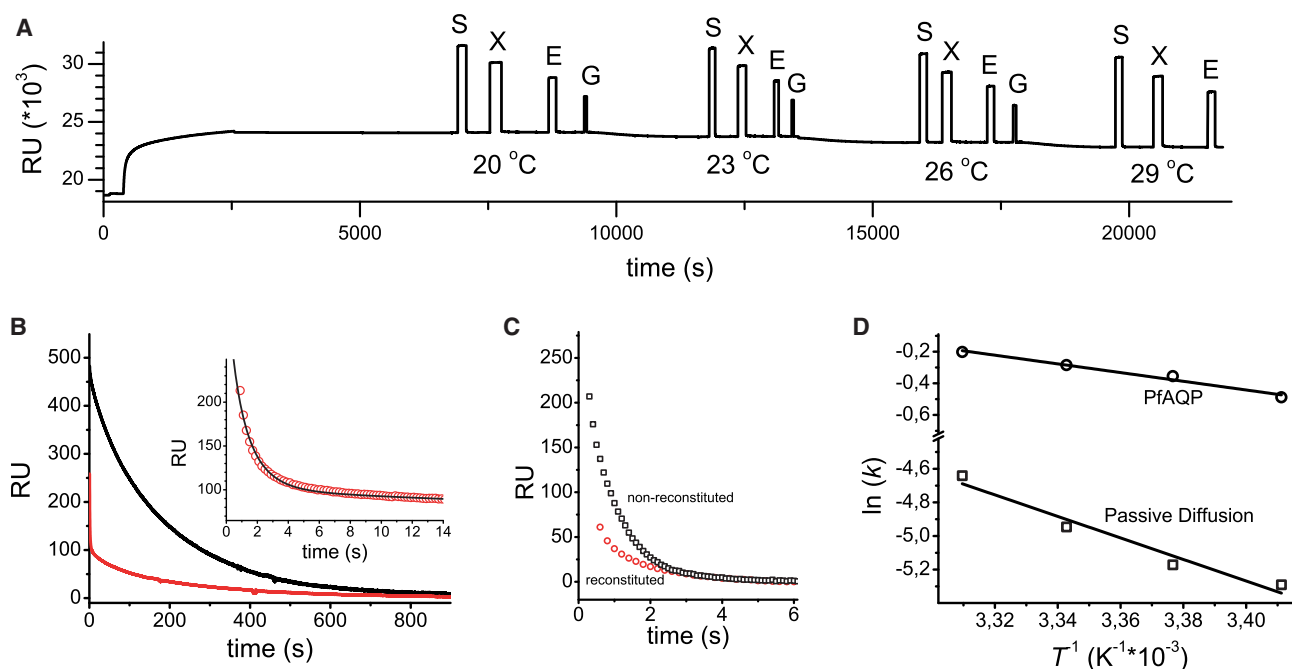 A
S X E G S X E G S X E G S X E
RU (*10³)
30
25
20
20 °C 23 °C 26 °C 29 °C
0 5000 10000 15000 20000
time (s)
B
500
400
300
200
100
0
RU
0 200 400 600 800
time (s)
200
150
100
RU
0 2 4 6 8 10 12 14
time (s)
C
250
200
150
100
50
0
RU
non-reconstituted
reconstituted
0 2 4 6
time (s)
D
-0,2
-0,4
-0,6
-4,6
-4,8
-5,0
-5,2
ln (k)
PfAQP
Passive Diffusion
3,32 3,34 3,36 3,38 3,40
T⁻¹ (K⁻¹*10⁻³)